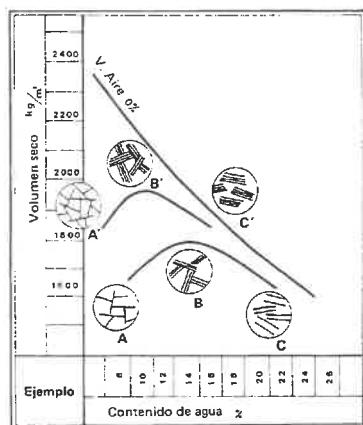 2400
kg/m³
2200
V. Aire 0%
Volumen seco
2000
B'
C'
A'
1800
1600
B
A
C
Ejemplo
8
10
12
14
16
18
20
22
24
26
Contenido de agua %